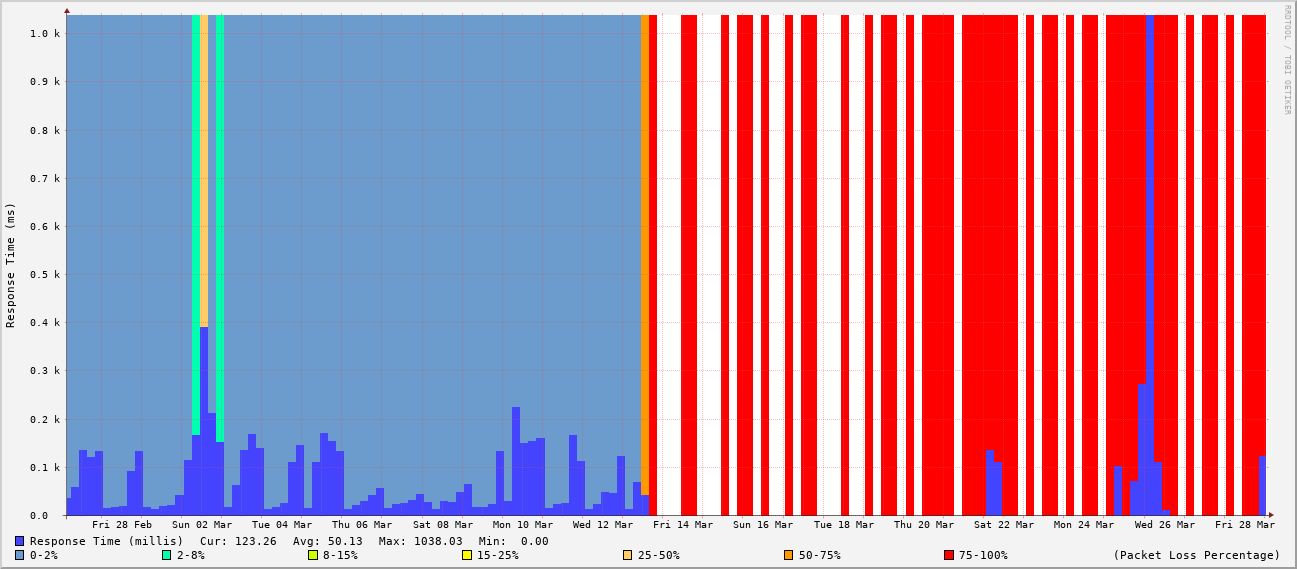 RRDTOOL / TOBI OETIKER
Response Time (ms)
1.0 k
0.9 k
0.8 k
0.7 k
0.6 k
0.5 k
0.4 k
0.3 k
0.2 k
0.1 k
0.0
Fri 28 Feb Sun 02 Mar Tue 04 Mar Thu 06 Mar Sat 08 Mar Mon 10 Mar Wed 12 Mar Fri 14 Mar Sun 16 Mar Tue 18 Mar Thu 20 Mar Sat 22 Mar Mon 24 Mar Wed 26 Mar Fri 28 Mar
Response Time (millis) Cur: 123.26 Avg: 50.13 Max: 1038.03 Min: 0.00
0-2% 2-8% 8-15% 15-25% 25-50% 50-75% 75-100% (Packet Loss Percentage)